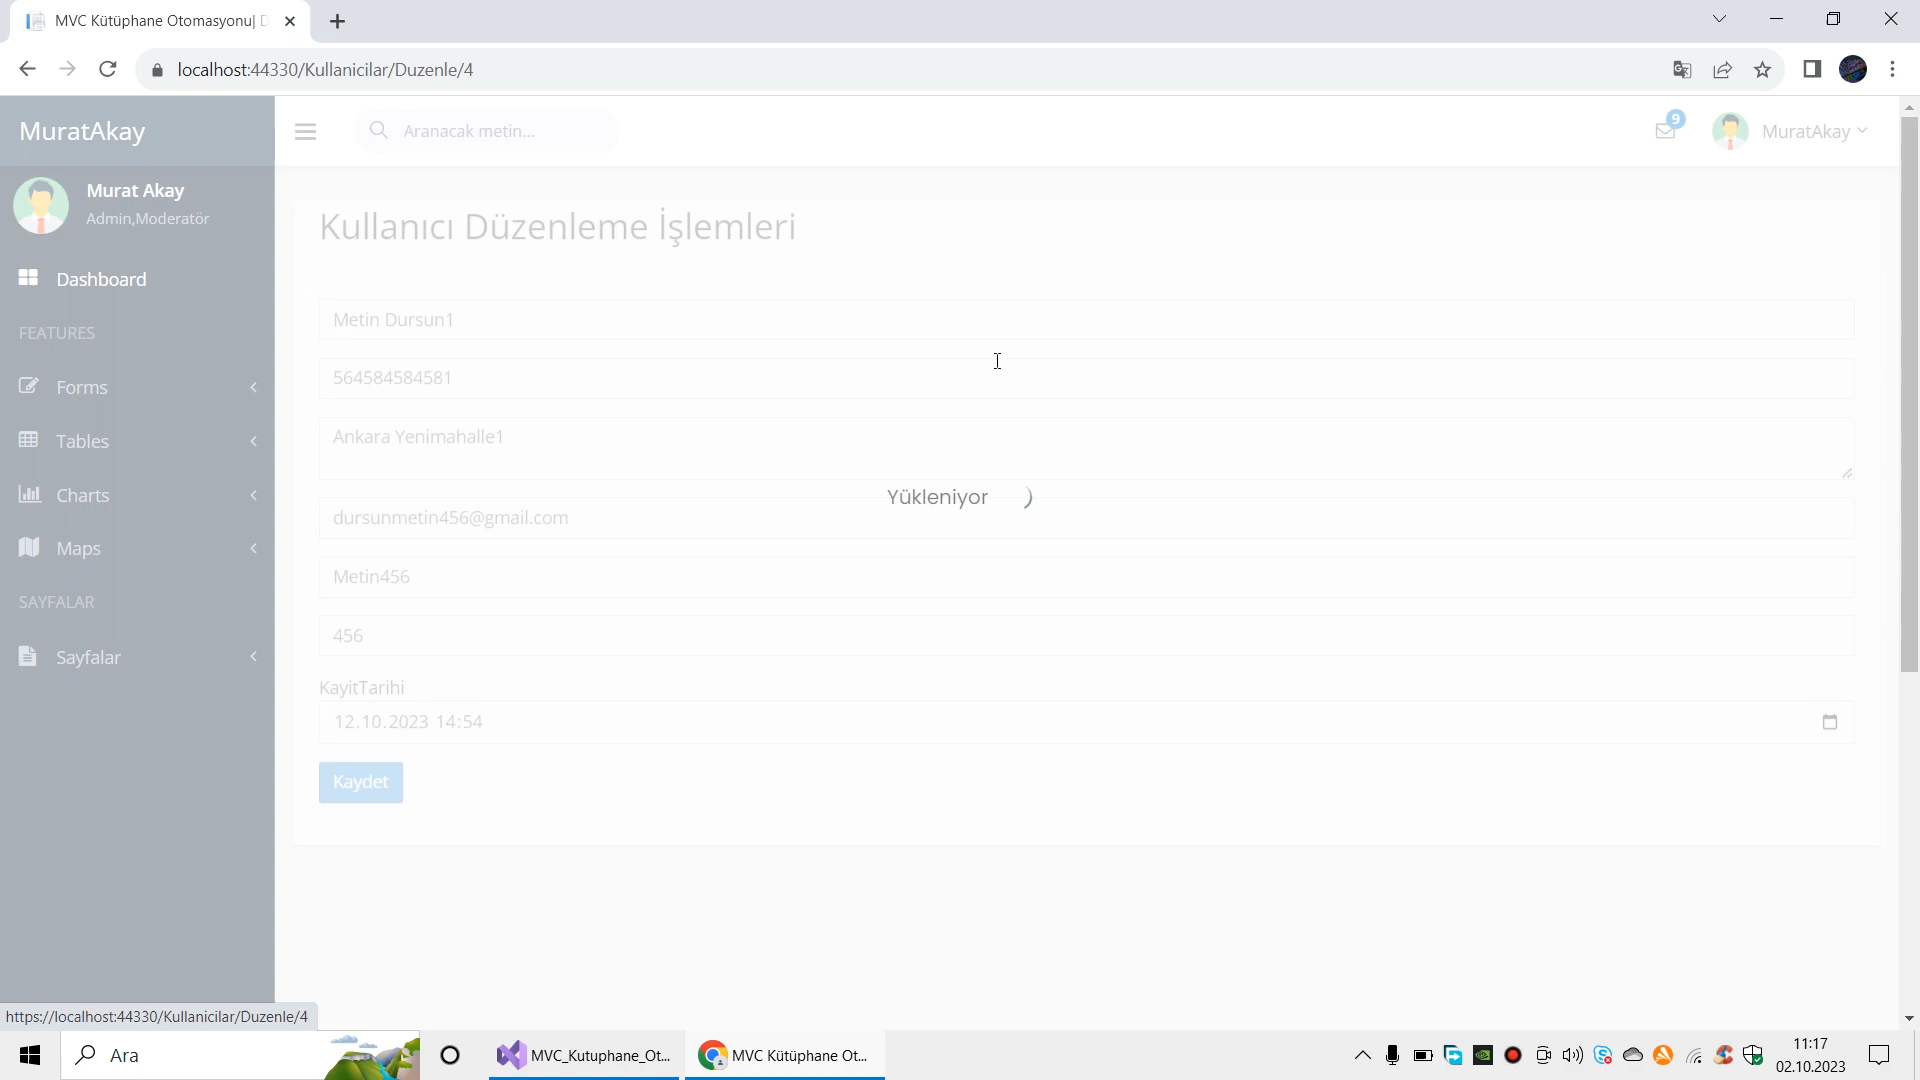 MVC Kütüphane Otomasyonu| D
localhost:44330/Kullanicilar/Duzenle/4
MuratAkay
Aranacak metin...
9
MuratAkay
Murat Akay
Admin,Moderatör
Dashboard
FEATURES
Forms
Tables
Charts
Maps
SAYFALAR
Sayfalar
Kullanıcı Düzenleme İşlemleri
Metin Dursun1
564584584581
Ankara Yenimahalle1
Yükleniyor
dursunmetin456@gmail.com
Metin456
456
KayitTarihi
12.10.2023 14:54
Kaydet
https://localhost:44330/Kullanicilar/Duzenle/4
Ara
MVC_Kutuphane_Ot...
MVC Kütüphane Ot...
11:17
02.10.2023